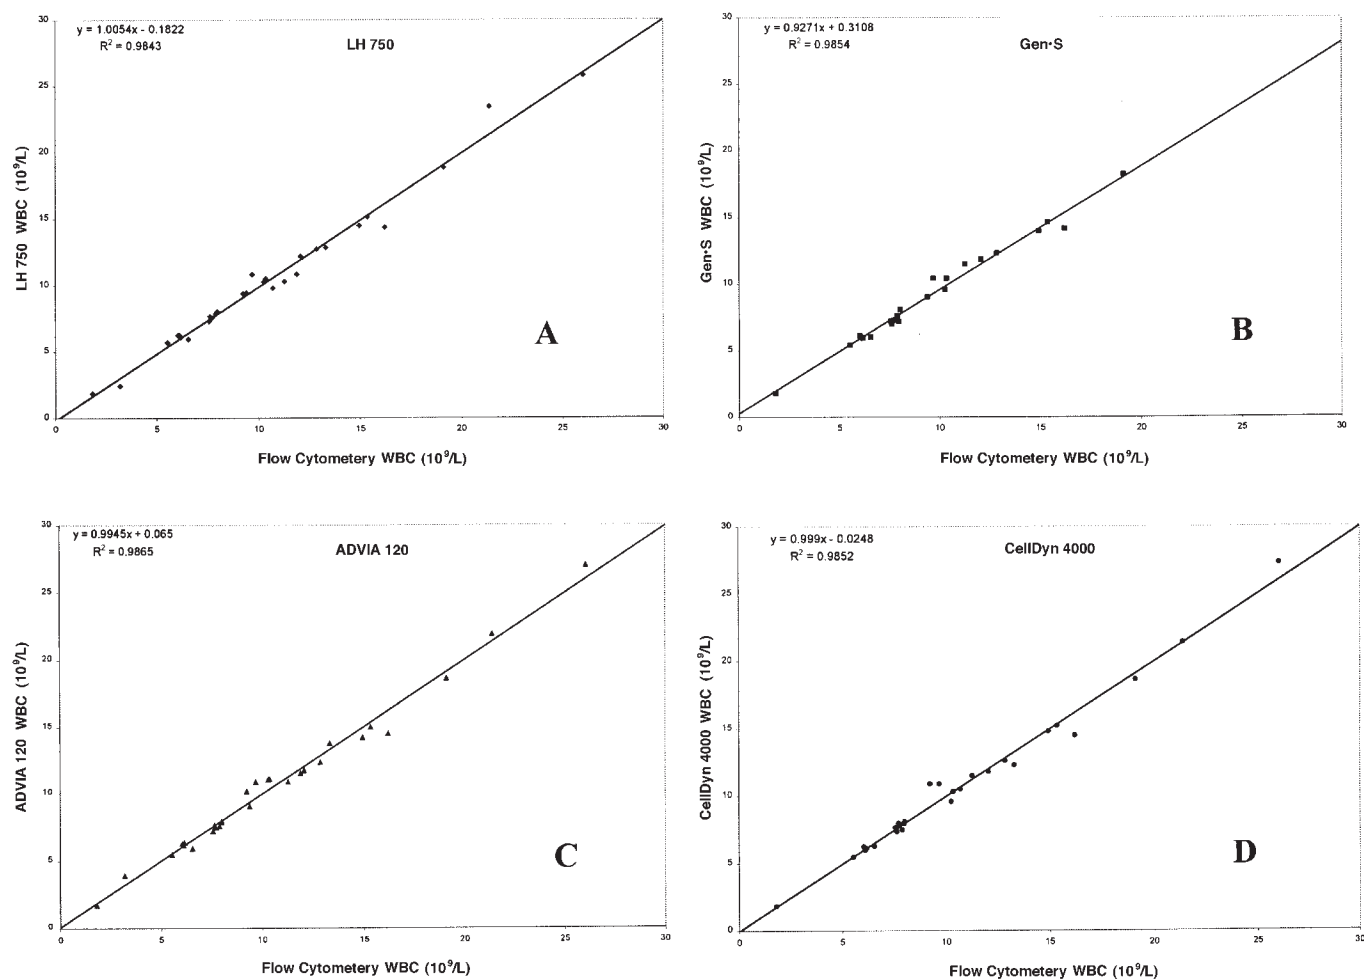 y = 1.0054x - 0.1822
R² = 0.9843
LH 750
LH 750 WBC (10⁹/L)
30
25
20
15
10
5
0
0 5 10 15 20 25 30
Flow Cytometery WBC (10⁹/L)
A
y = 0.9271x + 0.3108
R² = 0.9854
Gen•S
Gen•S WBC (10⁹/L)
30
25
20
15
10
5
0
0 5 10 15 20 25 30
Flow Cytometery WBC (10⁹/L)
B
y = 0.9945x + 0.065
R² = 0.9865
ADVIA 120
ADVIA 120 WBC (10⁹/L)
30
25
20
15
10
5
0
0 5 10 15 20 25 30
Flow Cytometery WBC (10⁹/L)
C
y = 0.999x - 0.0248
R² = 0.9852
CellDyn 4000
CellDyn 4000 WBC (10⁹/L)
30
25
20
15
10
5
0
0 5 10 15 20 25 30
Flow Cytometery WBC (10⁹/L)
D